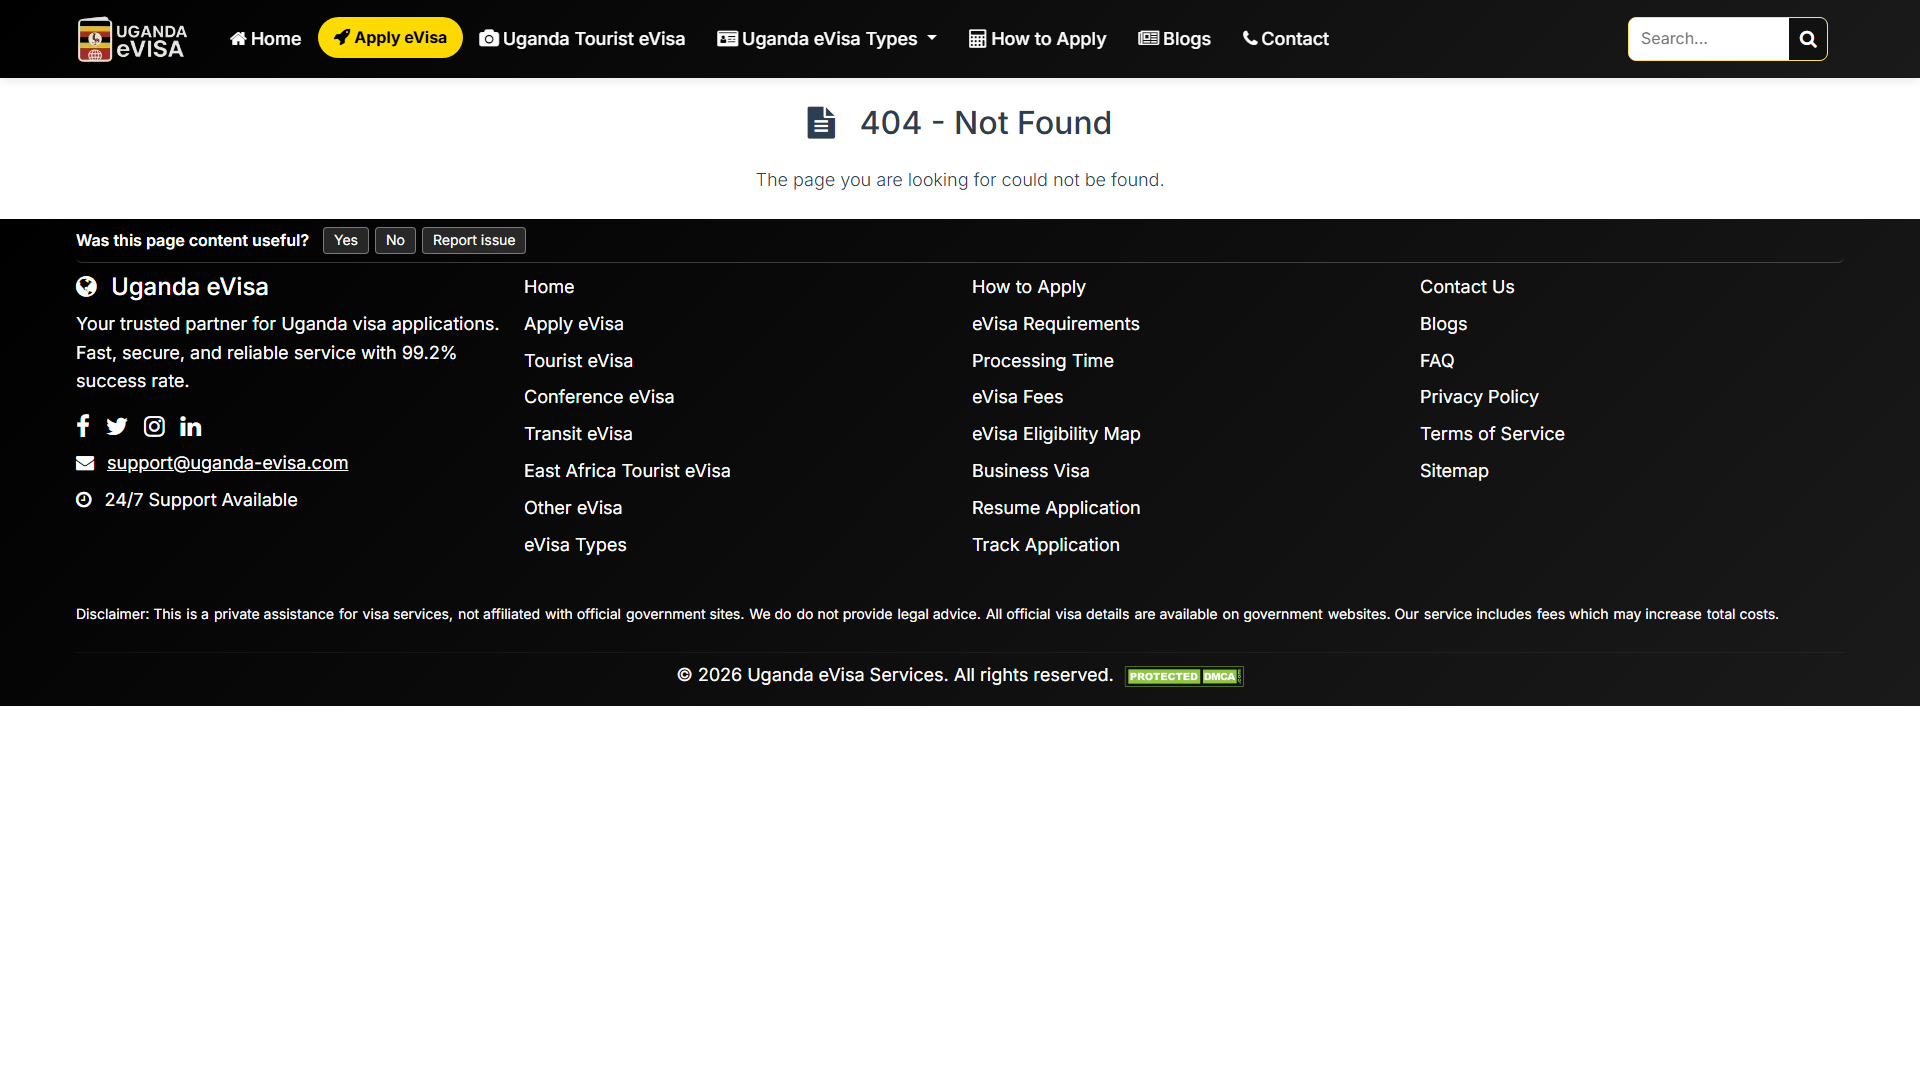 UGANDA
eVISA
Home
Apply eVisa
Uganda Tourist eVisa
Uganda eVisa Types
How to Apply
Blogs
Contact
Search...
404 - Not Found
The page you are looking for could not be found.
Was this page content useful? Yes No Report issue
Uganda eVisa
Your trusted partner for Uganda visa applications.
Fast, secure, and reliable service with 99.2%
success rate.
support@uganda-evisa.com
24/7 Support Available
Home
Apply eVisa
Tourist eVisa
Conference eVisa
Transit eVisa
East Africa Tourist eVisa
Other eVisa
eVisa Types
How to Apply
eVisa Requirements
Processing Time
eVisa Fees
eVisa Eligibility Map
Business Visa
Resume Application
Track Application
Contact Us
Blogs
FAQ
Privacy Policy
Terms of Service
Sitemap
Disclaimer: This is a private assistance for visa services, not affiliated with official government sites. We do do not provide legal advice. All official visa details are available on government websites. Our service includes fees which may increase total costs.
© 2026 Uganda eVisa Services. All rights reserved. PROTECTED DMCA